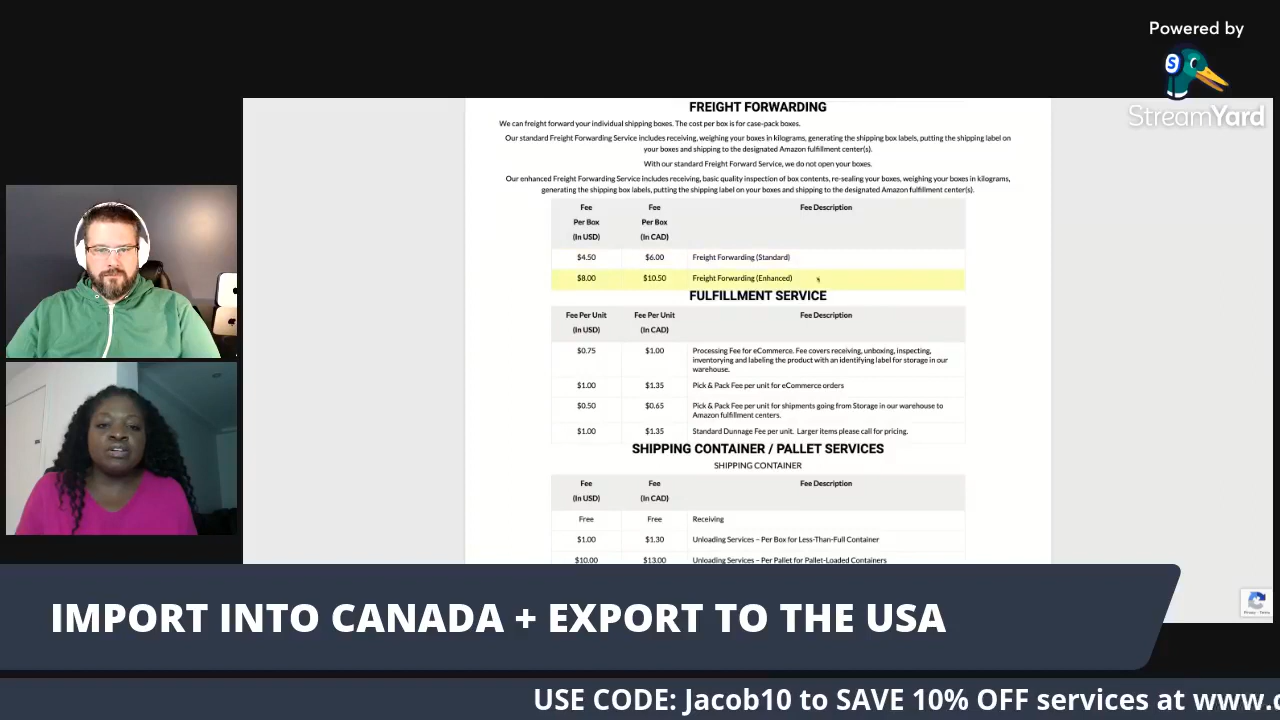 Powered by
S
StreamYard
FREIGHT FORWARDING
We can freight forward your individual shipping boxes. The cost per box is for case-pack boxes.
Our standard Freight Forwarding Service includes receiving, weighing your boxes in kilograms, generating the shipping box labels, putting the shipping label on
your boxes and shipping to the designated Amazon fulfillment center(s).
With our standard Freight Forward Service, we do not open your boxes.
Our enhanced Freight Forwarding Service includes receiving, basic quality inspection of box contents, re-sealing your boxes, weighing your boxes in kilograms,
generating the shipping box labels, putting the shipping label on your boxes and shipping to the designated Amazon fulfillment center(s).
Fee Per Box (In USD) Fee Per Box (In CAD) Fee Description
$4.50 $6.00 Freight Forwarding (Standard)
$8.00 $10.50 Freight Forwarding (Enhanced)
FULFILLMENT SERVICE
Fee Per Unit (In USD) Fee Per Unit (In CAD) Fee Description
$0.75 $1.00 Processing Fee for eCommerce. Fee covers receiving, unboxing, inspecting,
inventorying and labeling the product with an identifying label for storage in our
warehouse.
$1.00 $1.35 Pick & Pack Fee per unit for eCommerce orders
$0.50 $0.65 Pick & Pack Fee per unit for shipments going from Storage in our warehouse to
Amazon fulfillment centers.
$1.00 $1.35 Standard Dunnage Fee per unit. Larger items please call for pricing.
SHIPPING CONTAINER / PALLET SERVICES
SHIPPING CONTAINER
Fee (In USD) Fee (In CAD) Fee Description
Free Free Receiving
$1.00 $1.30 Unloading Services – Per Box for Less-Than-Full Container
$10.00 $13.00 Unloading Services – Per Pallet for Pallet-Loaded Containers
Privacy - Terms
IMPORT INTO CANADA + EXPORT TO THE USA
USE CODE: Jacob10 to SAVE 10% OFF services at www.